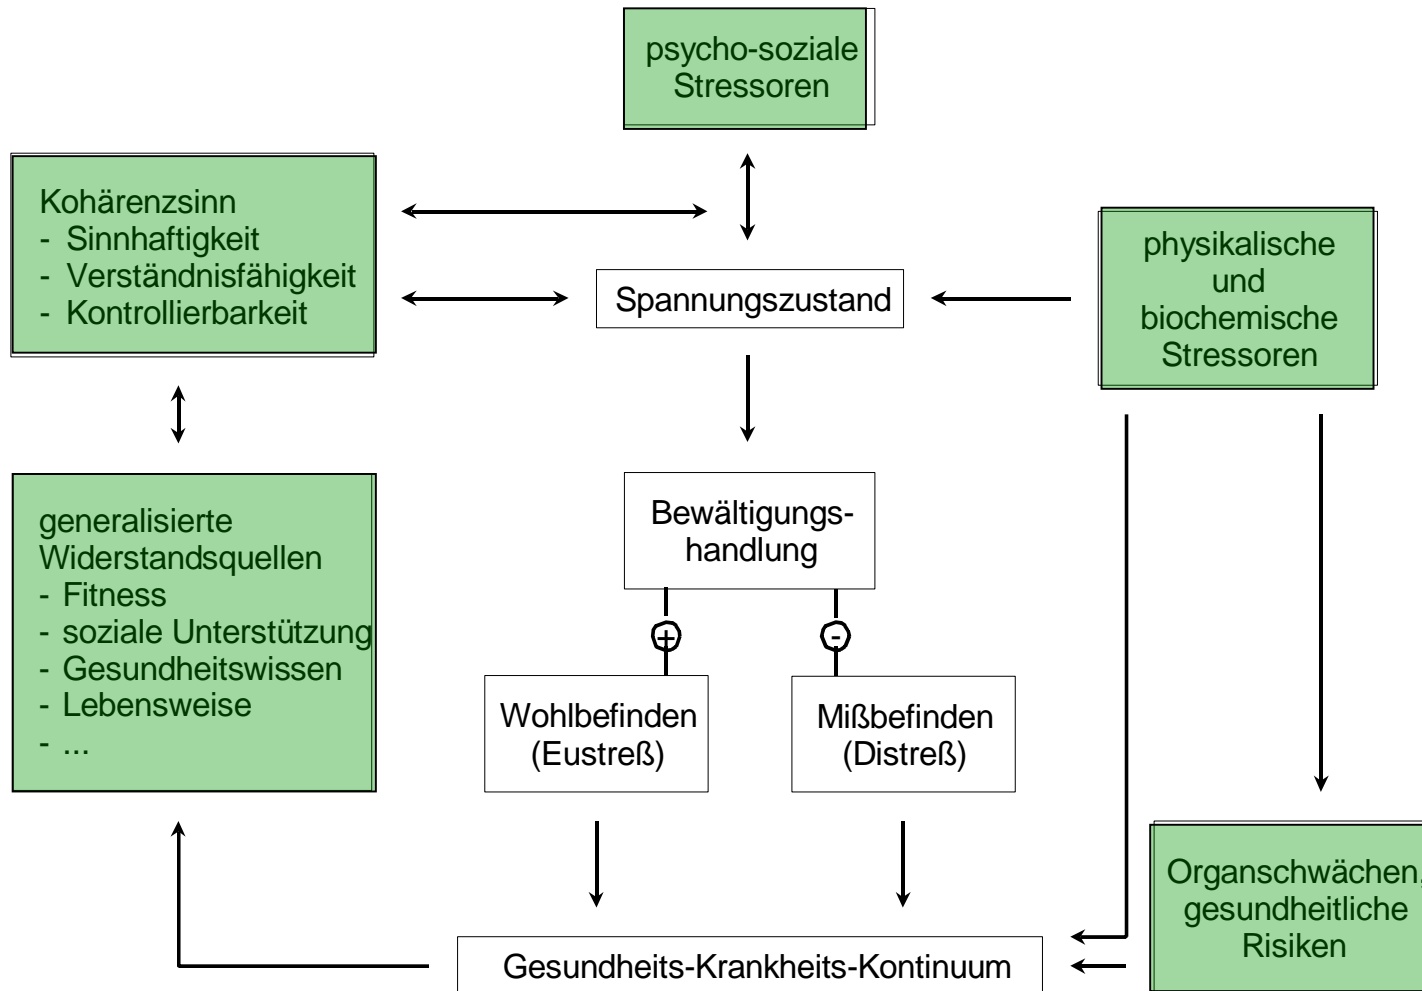 psycho-soziale
Stressoren
Kohärenzsinn
- Sinnhaftigkeit
- Verständnisfähigkeit
- Kontrollierbarkeit
Spannungszustand
physikalische
und
biochemische
Stressoren
generalisierte
Widerstandsquellen
- Fitness
- soziale Unterstützung
- Gesundheitswissen
- Lebensweise
- ...
Bewältigungs-
handlung
+
-
Wohlbefinden
(Eustreß)
Mißbefinden
(Distreß)
Organschwächen,
gesundheitliche
Risiken
Gesundheits-Krankheits-Kontinuum